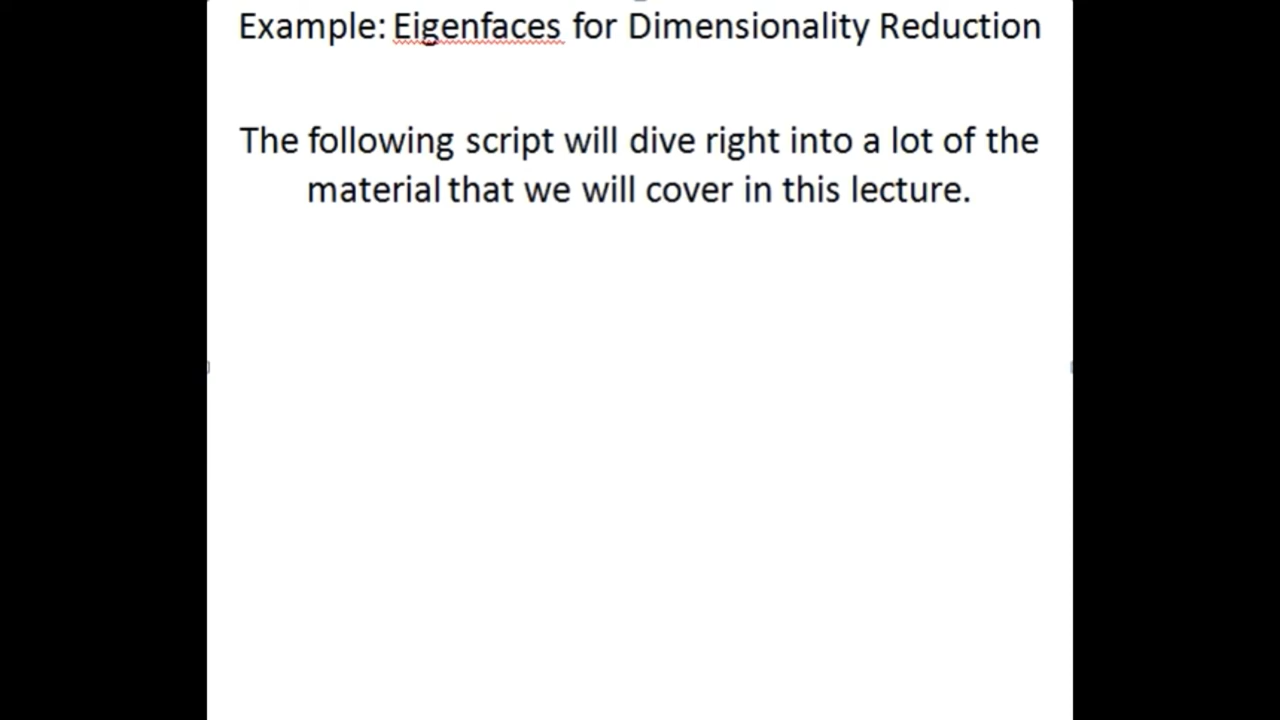 Example: Eigenfaces for Dimensionality Reduction
The following script will dive right into a lot of the
material that we will cover in this lecture.